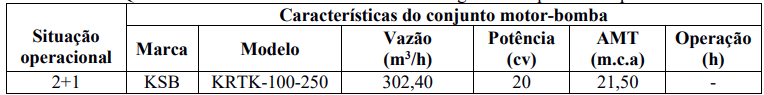 Características do conjunto motor-bomba
Situação operacional | Marca | Modelo | Vazão (m³/h) | Potência (cv) | AMT (m.c.a) | Operação (h)
2+1 | KSB | KRTK-100-250 | 302,40 | 20 | 21,50 | -